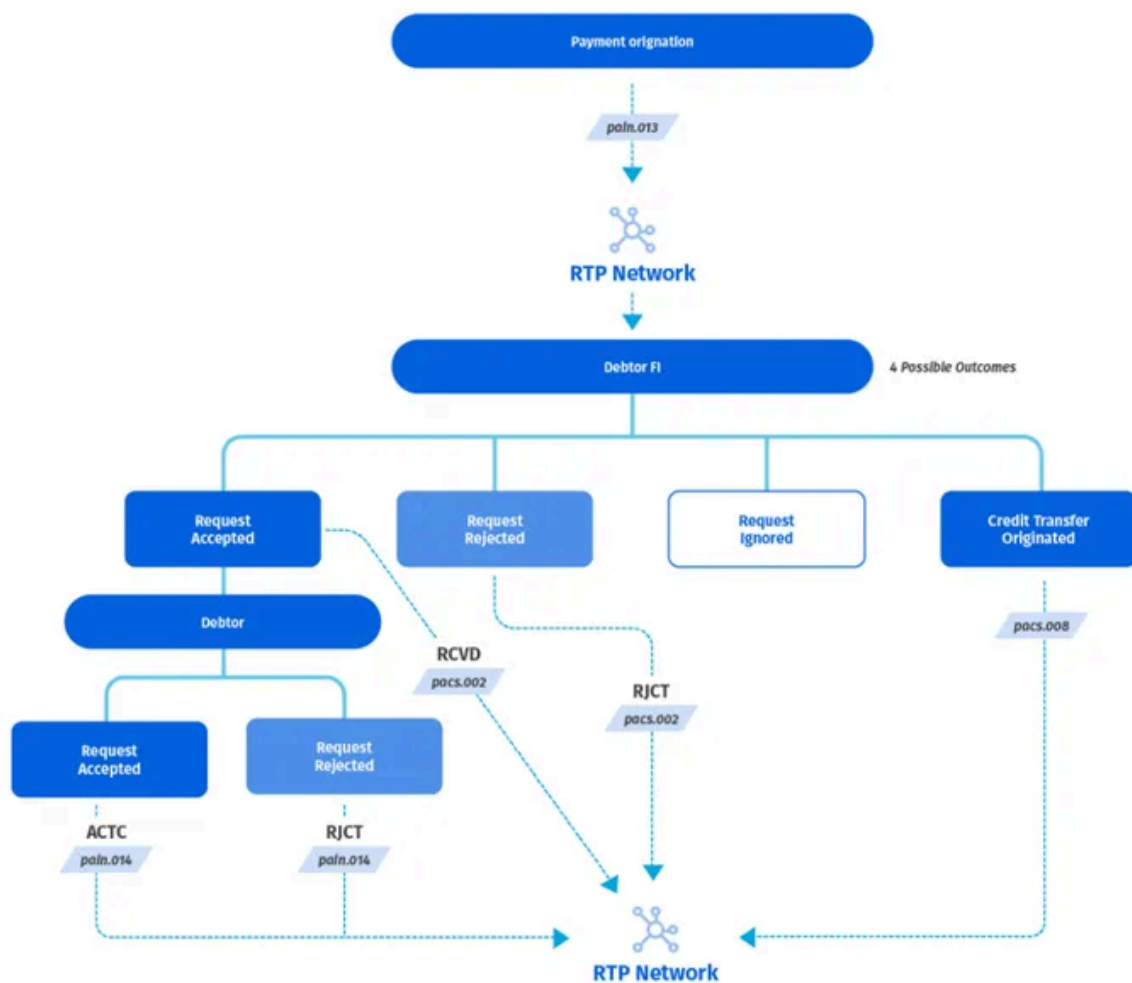 Payment orignation
pain.013
RTP Network
Debtor FI
4 Possible Outcomes
Request
Accepted
Request
Rejected
Request
Ignored
Credit Transfer
Originated
Debtor
pacs.008
RCVD
pacs.002
RJCT
pacs.002
Request
Accepted
Request
Rejected
ACTC
pain.014
RJCT
pain.014
RTP Network